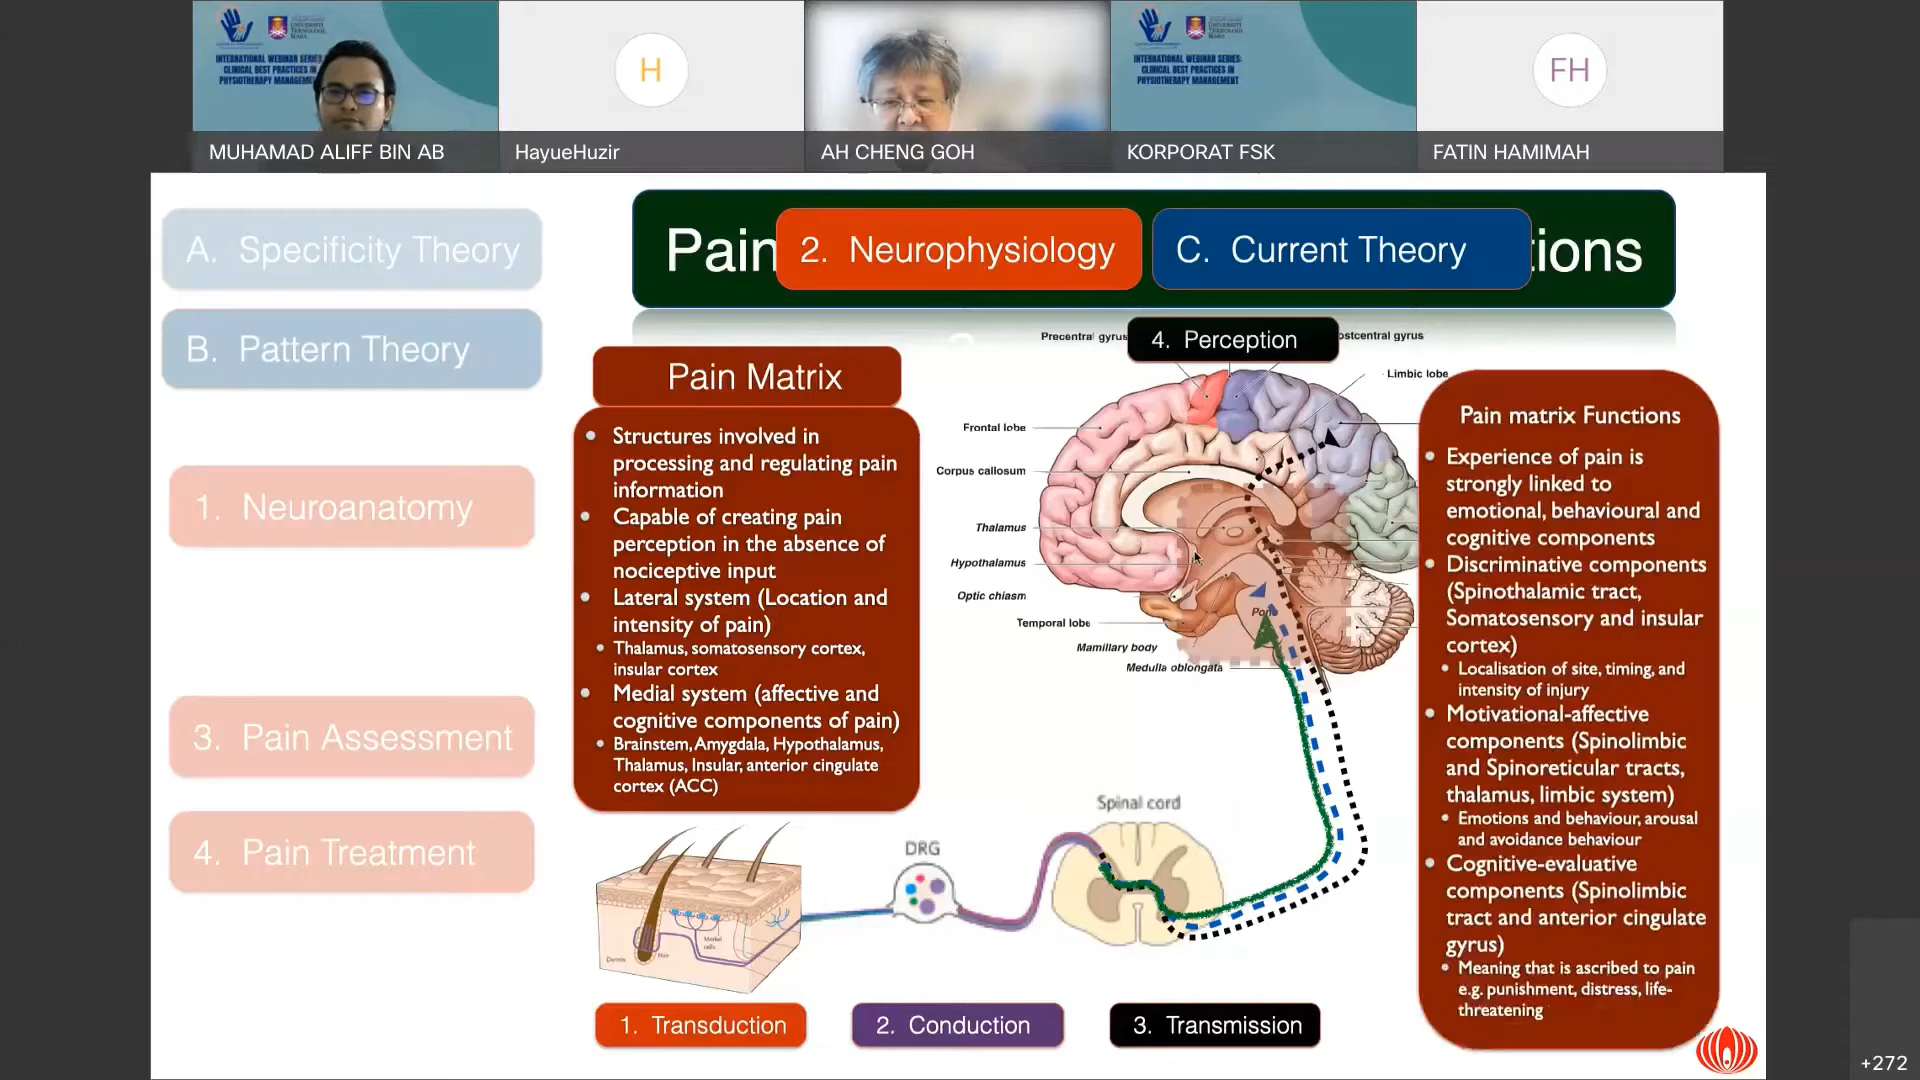 INTERNATIONAL WEBINAR SERIES:
CLINICAL BEST PRACTICES IN
PHYSIOTHERAPY MANAGEMENT
MUHAMAD ALIFF BIN AB
H
HayueHuzir
AH CHENG GOH
UNIVERSITI
TEKNOLOGI
MARA
INTERNATIONAL WEBINAR SERIES:
CLINICAL BEST PRACTICES IN
PHYSIOTHERAPY MANAGEMENT
KORPORAT FSK
FH
FATIN HAMIMAH
A. Specificity Theory
B. Pattern Theory
1. Neuroanatomy
3. Pain Assessment
4. Pain Treatment
Pain
2. Neurophysiology
C. Current Theory
tions
Pain Matrix
• Structures involved in
processing and regulating pain
information
• Capable of creating pain
perception in the absence of
nociceptive input
• Lateral system (Location and
intensity of pain)
• Thalamus, somatosensory cortex,
insular cortex
• Medial system (affective and
cognitive components of pain)
• Brainstem, Amygdala, Hypothalamus,
Thalamus, Insular, anterior cingulate
cortex (ACC)
Precentral gyrus
4. Perception
ostcentral gyrus
Limbic lobe
Frontal lobe
Corpus callosum
Thalamus
Hypothalamus
Optic chiasm
Temporal lobe
Mamillary body
Medulla oblongata
Pons
Pain matrix Functions
• Experience of pain is
strongly linked to
emotional, behavioural and
cognitive components
• Discriminative components
(Spinothalamic tract,
Somatosensory and insular
cortex)
• Localisation of site, timing, and
intensity of injury
• Motivational-affective
components (Spinolimbic
and Spinoreticular tracts,
thalamus, limbic system)
• Emotions and behaviour, arousal
and avoidance behaviour
• Cognitive-evaluative
components (Spinolimbic
tract and anterior cingulate
gyrus)
• Meaning that is ascribed to pain
e.g. punishment, distress, life-
threatening
Spinal cord
DRG
Merkel
cells
Dermis
Hair
1. Transduction
2. Conduction
3. Transmission
+272